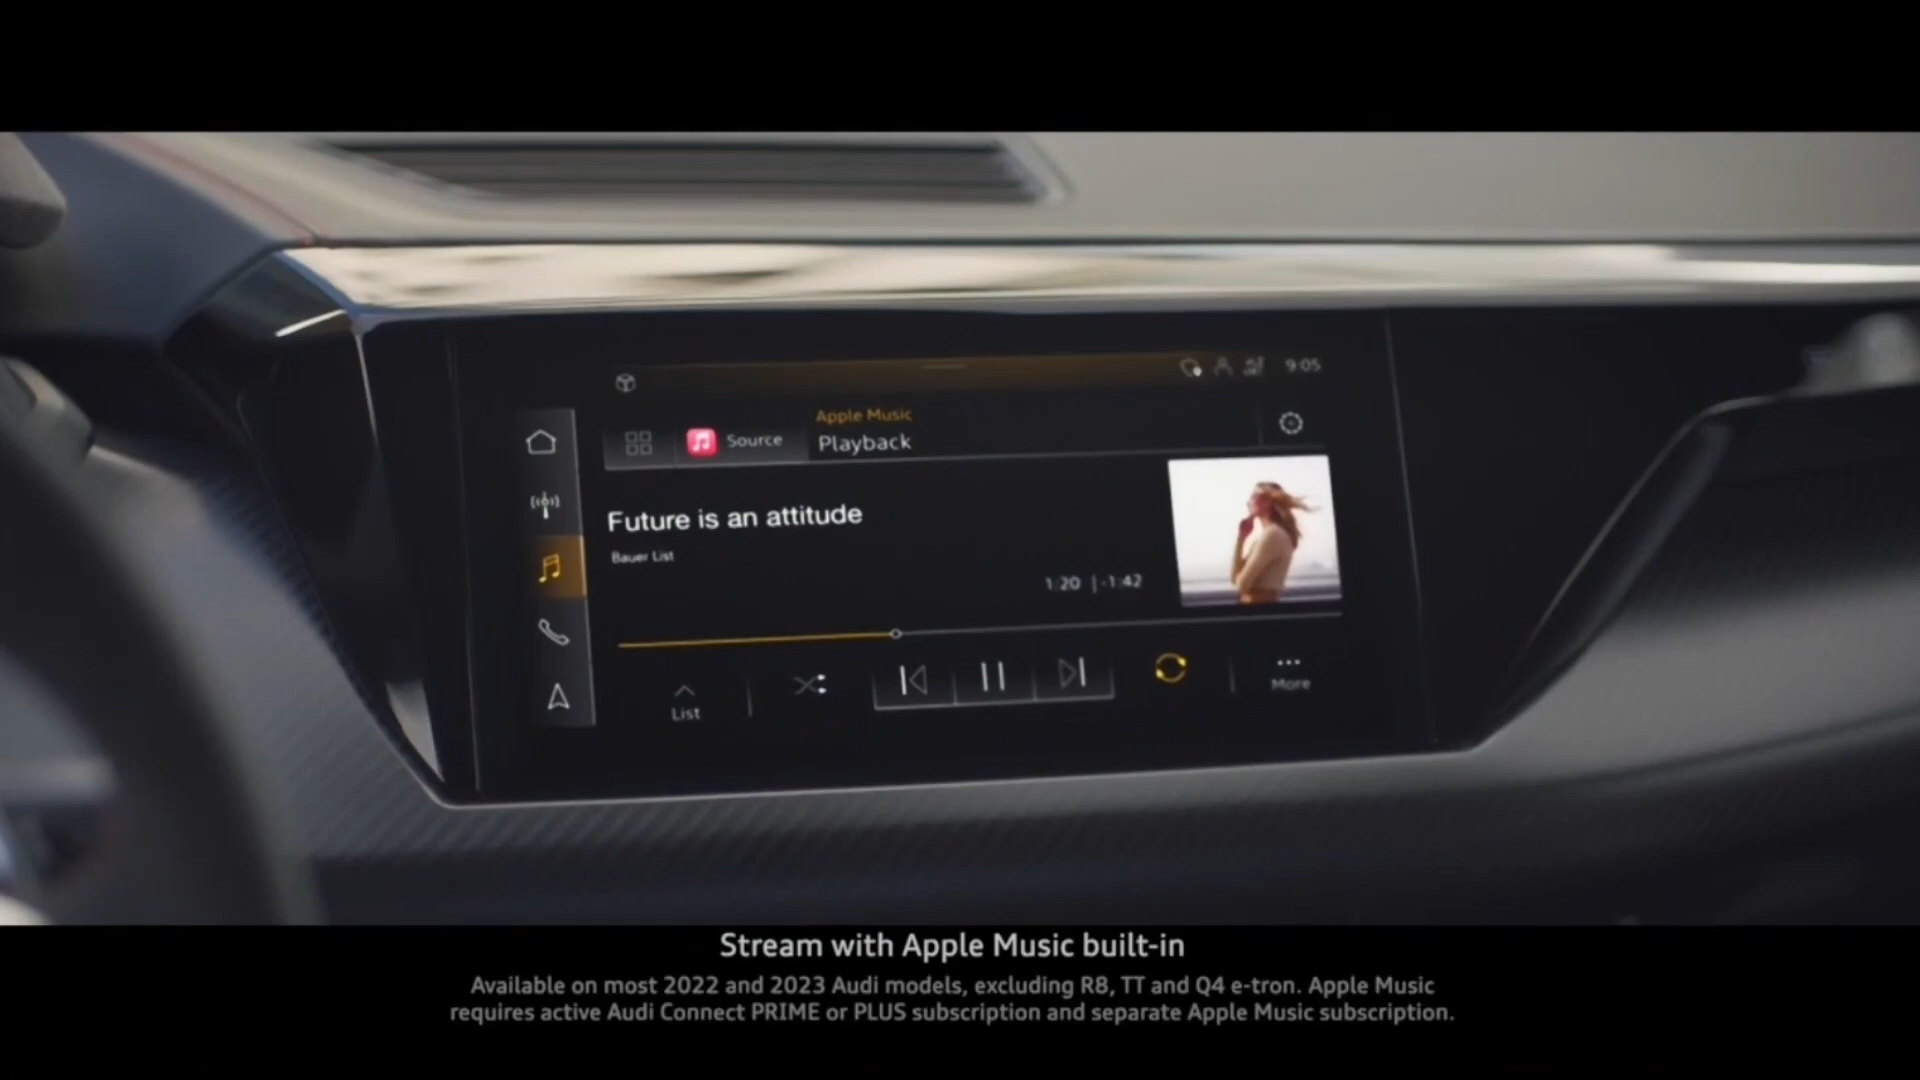 9:05
Apple Music
Source
Playback
Future is an attitude
Bauer List
1:20 | -1:42
List
More
Stream with Apple Music built-in
Available on most 2022 and 2023 Audi models, excluding R8, TT and Q4 e-tron. Apple Music
requires active Audi Connect PRIME or PLUS subscription and separate Apple Music subscription.